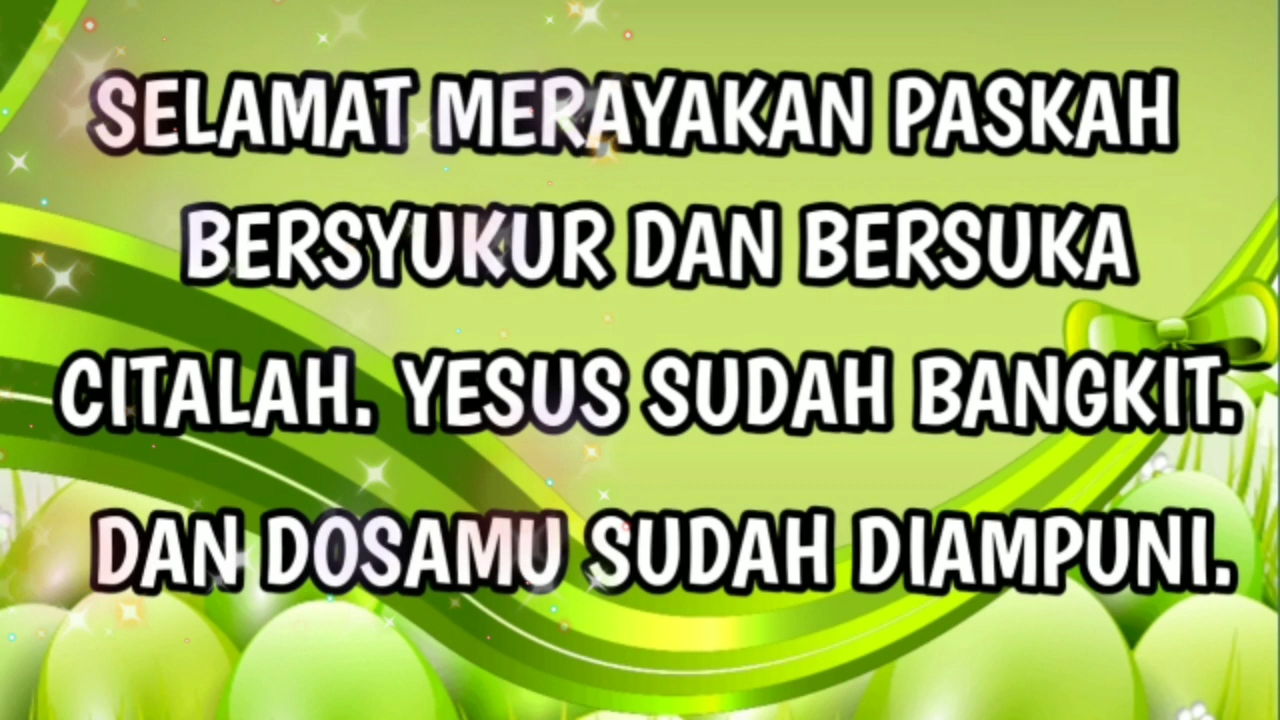 SELAMAT MERAYAKAN PASKAH
BERSYUKUR DAN BERSUKA
CITALAH. YESUS SUDAH BANGKIT.
DAN DOSAMU SUDAH DIAMPUNI.